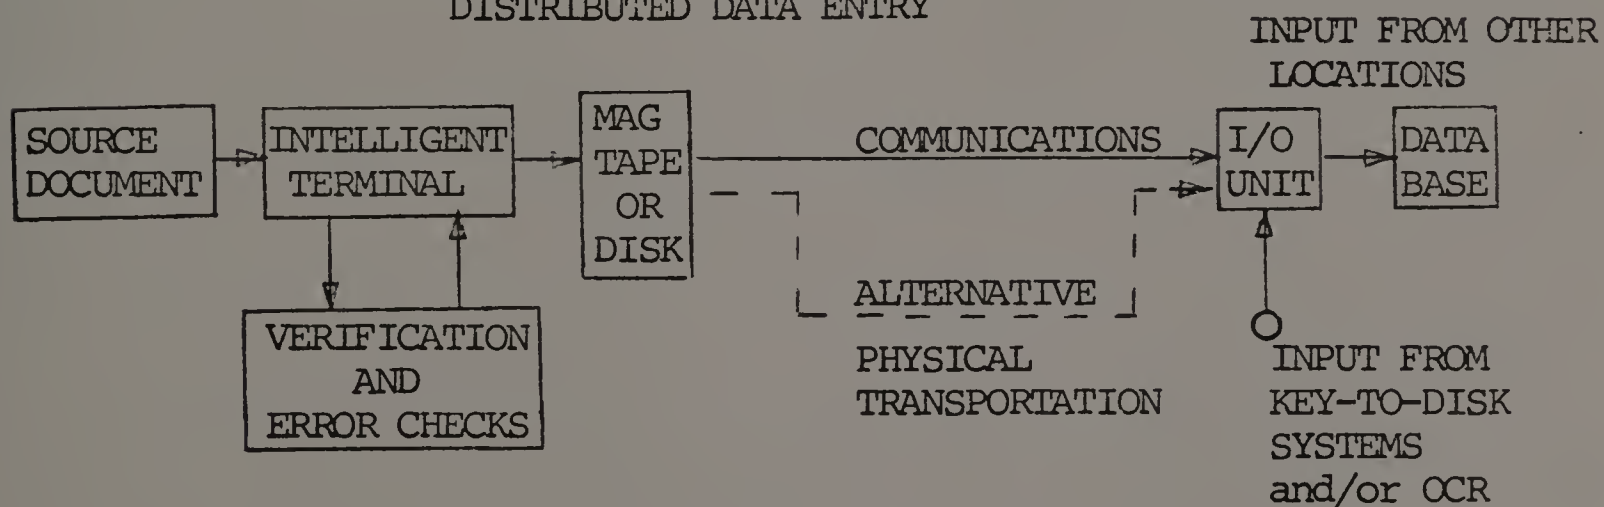 DISTRIBUTED DATA ENTRY
INPUT FROM OTHER
LOCATIONS
SOURCE
DOCUMENT
INTELLIGENT
TERMINAL
MAG
TAPE
OR
DISK
COMMUNICATIONS
I/O
UNIT
DATA
BASE
VERIFICATION
AND
ERROR CHECKS
ALTERNATIVE
PHYSICAL
TRANSPORTATION
INPUT FROM
KEY-TO-DISK
SYSTEMS
and/or OCR